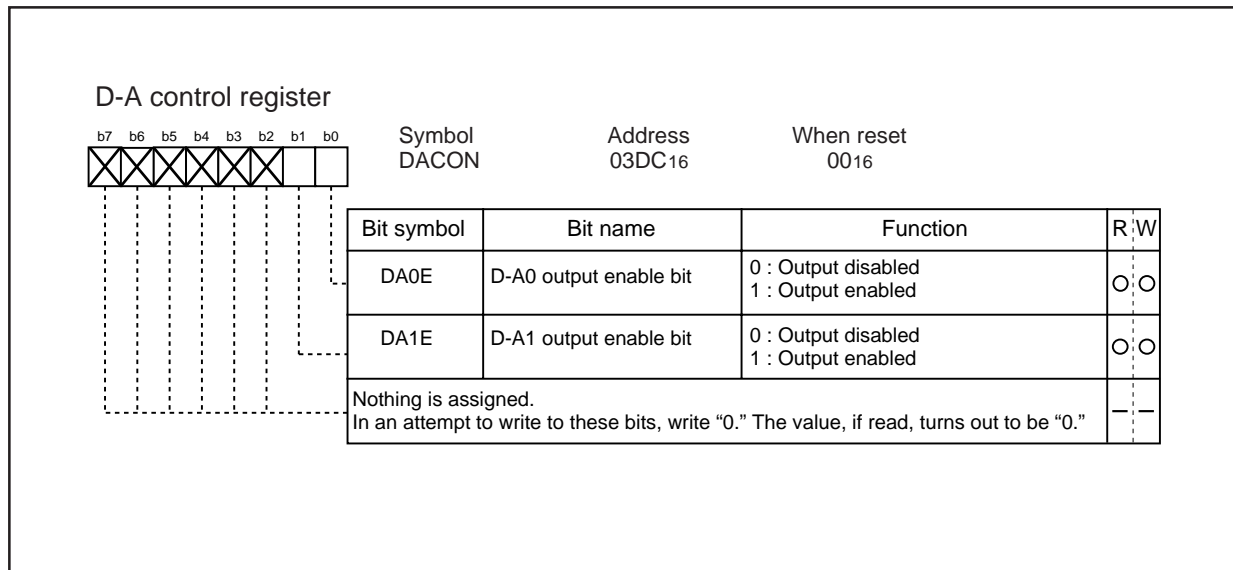 D-A control register
b7 b6 b5 b4 b3 b2 b1 b0
Symbol Address When reset
DACON 03DC16 0016
Bit symbol Bit name Function R W
DA0E D-A0 output enable bit 0 : Output disabled
1 : Output enabled
DA1E D-A1 output enable bit 0 : Output disabled
1 : Output enabled
Nothing is assigned.
In an attempt to write to these bits, write “0.” The value, if read, turns out to be “0.”